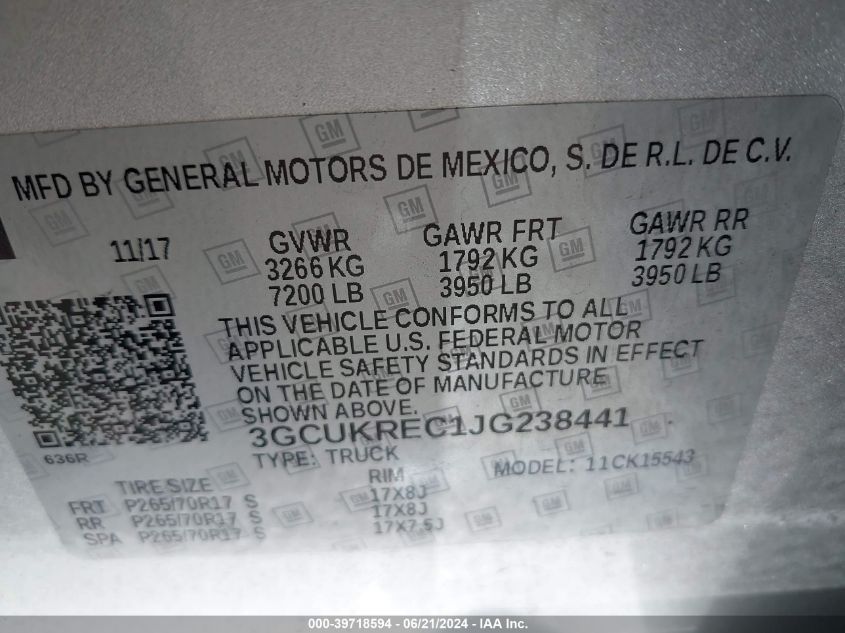 MFD BY GENERAL MOTORS DE MEXICO, S. DE R.L. DE C.V.
11/17
GVWR
3266 KG
7200 LB
GAWR FRT
1792 KG
3950 LB
GAWR RR
1792 KG
3950 LB
THIS VEHICLE CONFORMS TO ALL
APPLICABLE U.S. FEDERAL MOTOR
VEHICLE SAFETY STANDARDS IN EFFECT
ON THE DATE OF MANUFACTURE
SHOWN ABOVE.
3GCUKREC1JG238441
636R
TYPE: TRUCK
MODEL: 11CK15543
TIRE SIZE RIM
FRT P265/70R17 S 17X8J
RR P265/70R17 S 17X8J
SPA P265/70R17 S 17X7.5J
000-39718594 - 06/21/2024 - IAA Inc.